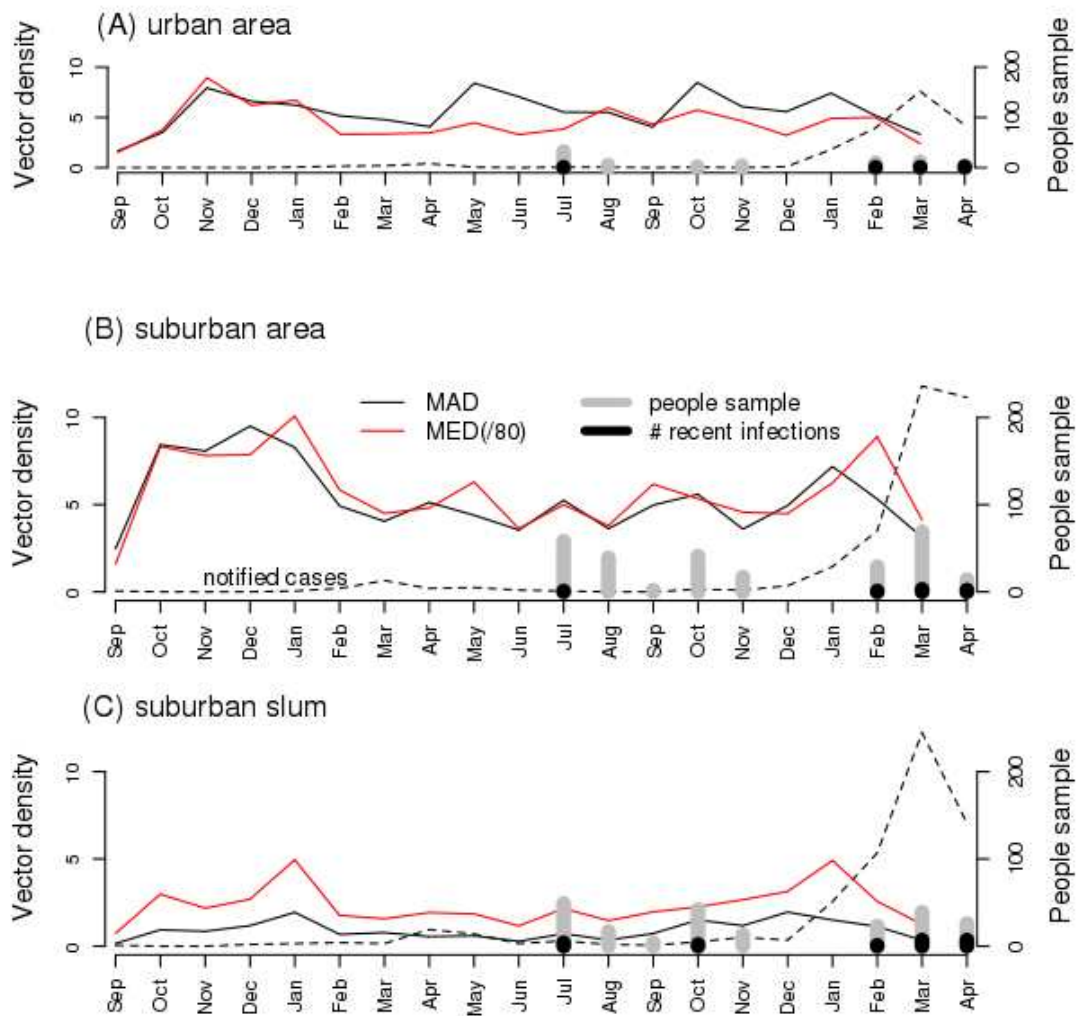 (A) urban area
Vector density
10
5
0
200
100
0
People sample
Sep Oct Nov Dec Jan Feb Mar Apr May Jun Jul Aug Sep Oct Nov Dec Jan Feb Mar Apr
(B) suburban area
Vector density
10
5
0
MAD
MED(/80)
people sample
# recent infections
notified cases
200
100
0
People sample
Sep Oct Nov Dec Jan Feb Mar Apr May Jun Jul Aug Sep Oct Nov Dec Jan Feb Mar Apr
(C) suburban slum
Vector density
10
5
0
200
100
0
People sample
Sep Oct Nov Dec Jan Feb Mar Apr May Jun Jul Aug Sep Oct Nov Dec Jan Feb Mar Apr